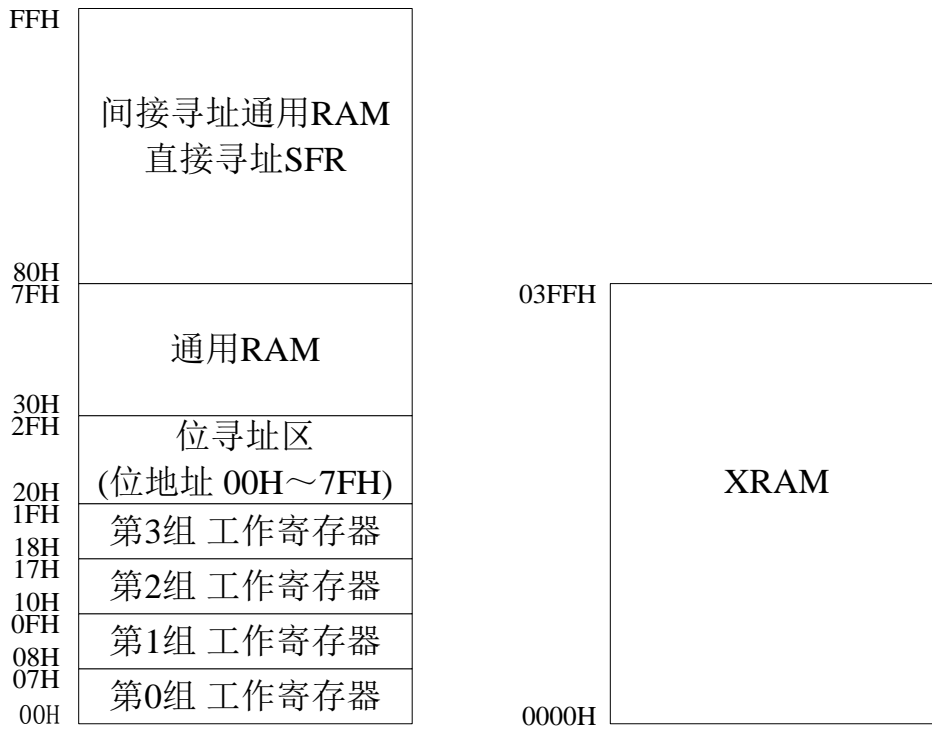 FFH
间接寻址通用RAM
直接寻址SFR
80H
7FH
通用RAM
30H
2FH
位寻址区
(位地址 00H～7FH)
20H
1FH
第3组 工作寄存器
18H
17H
第2组 工作寄存器
10H
0FH
第1组 工作寄存器
08H
07H
第0组 工作寄存器
00H
03FFH
XRAM
0000H